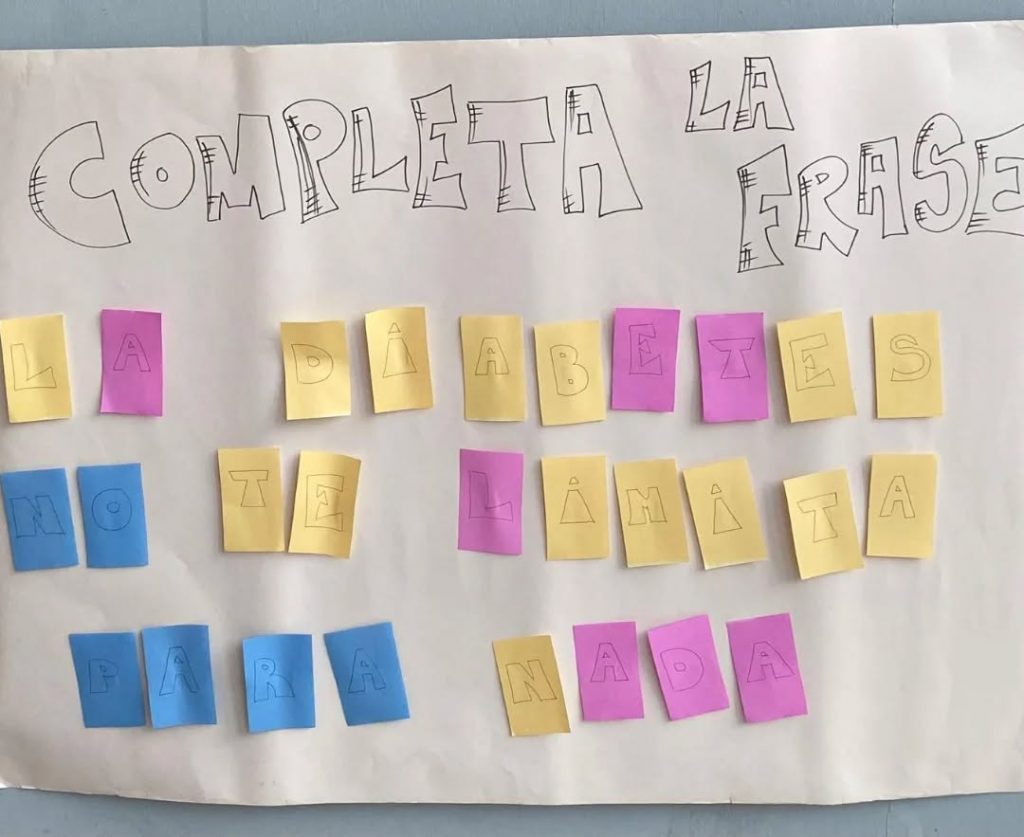 COMPLETA LA
FRASE
LA DIABETES
NO TE LIMITA
PARA NADA